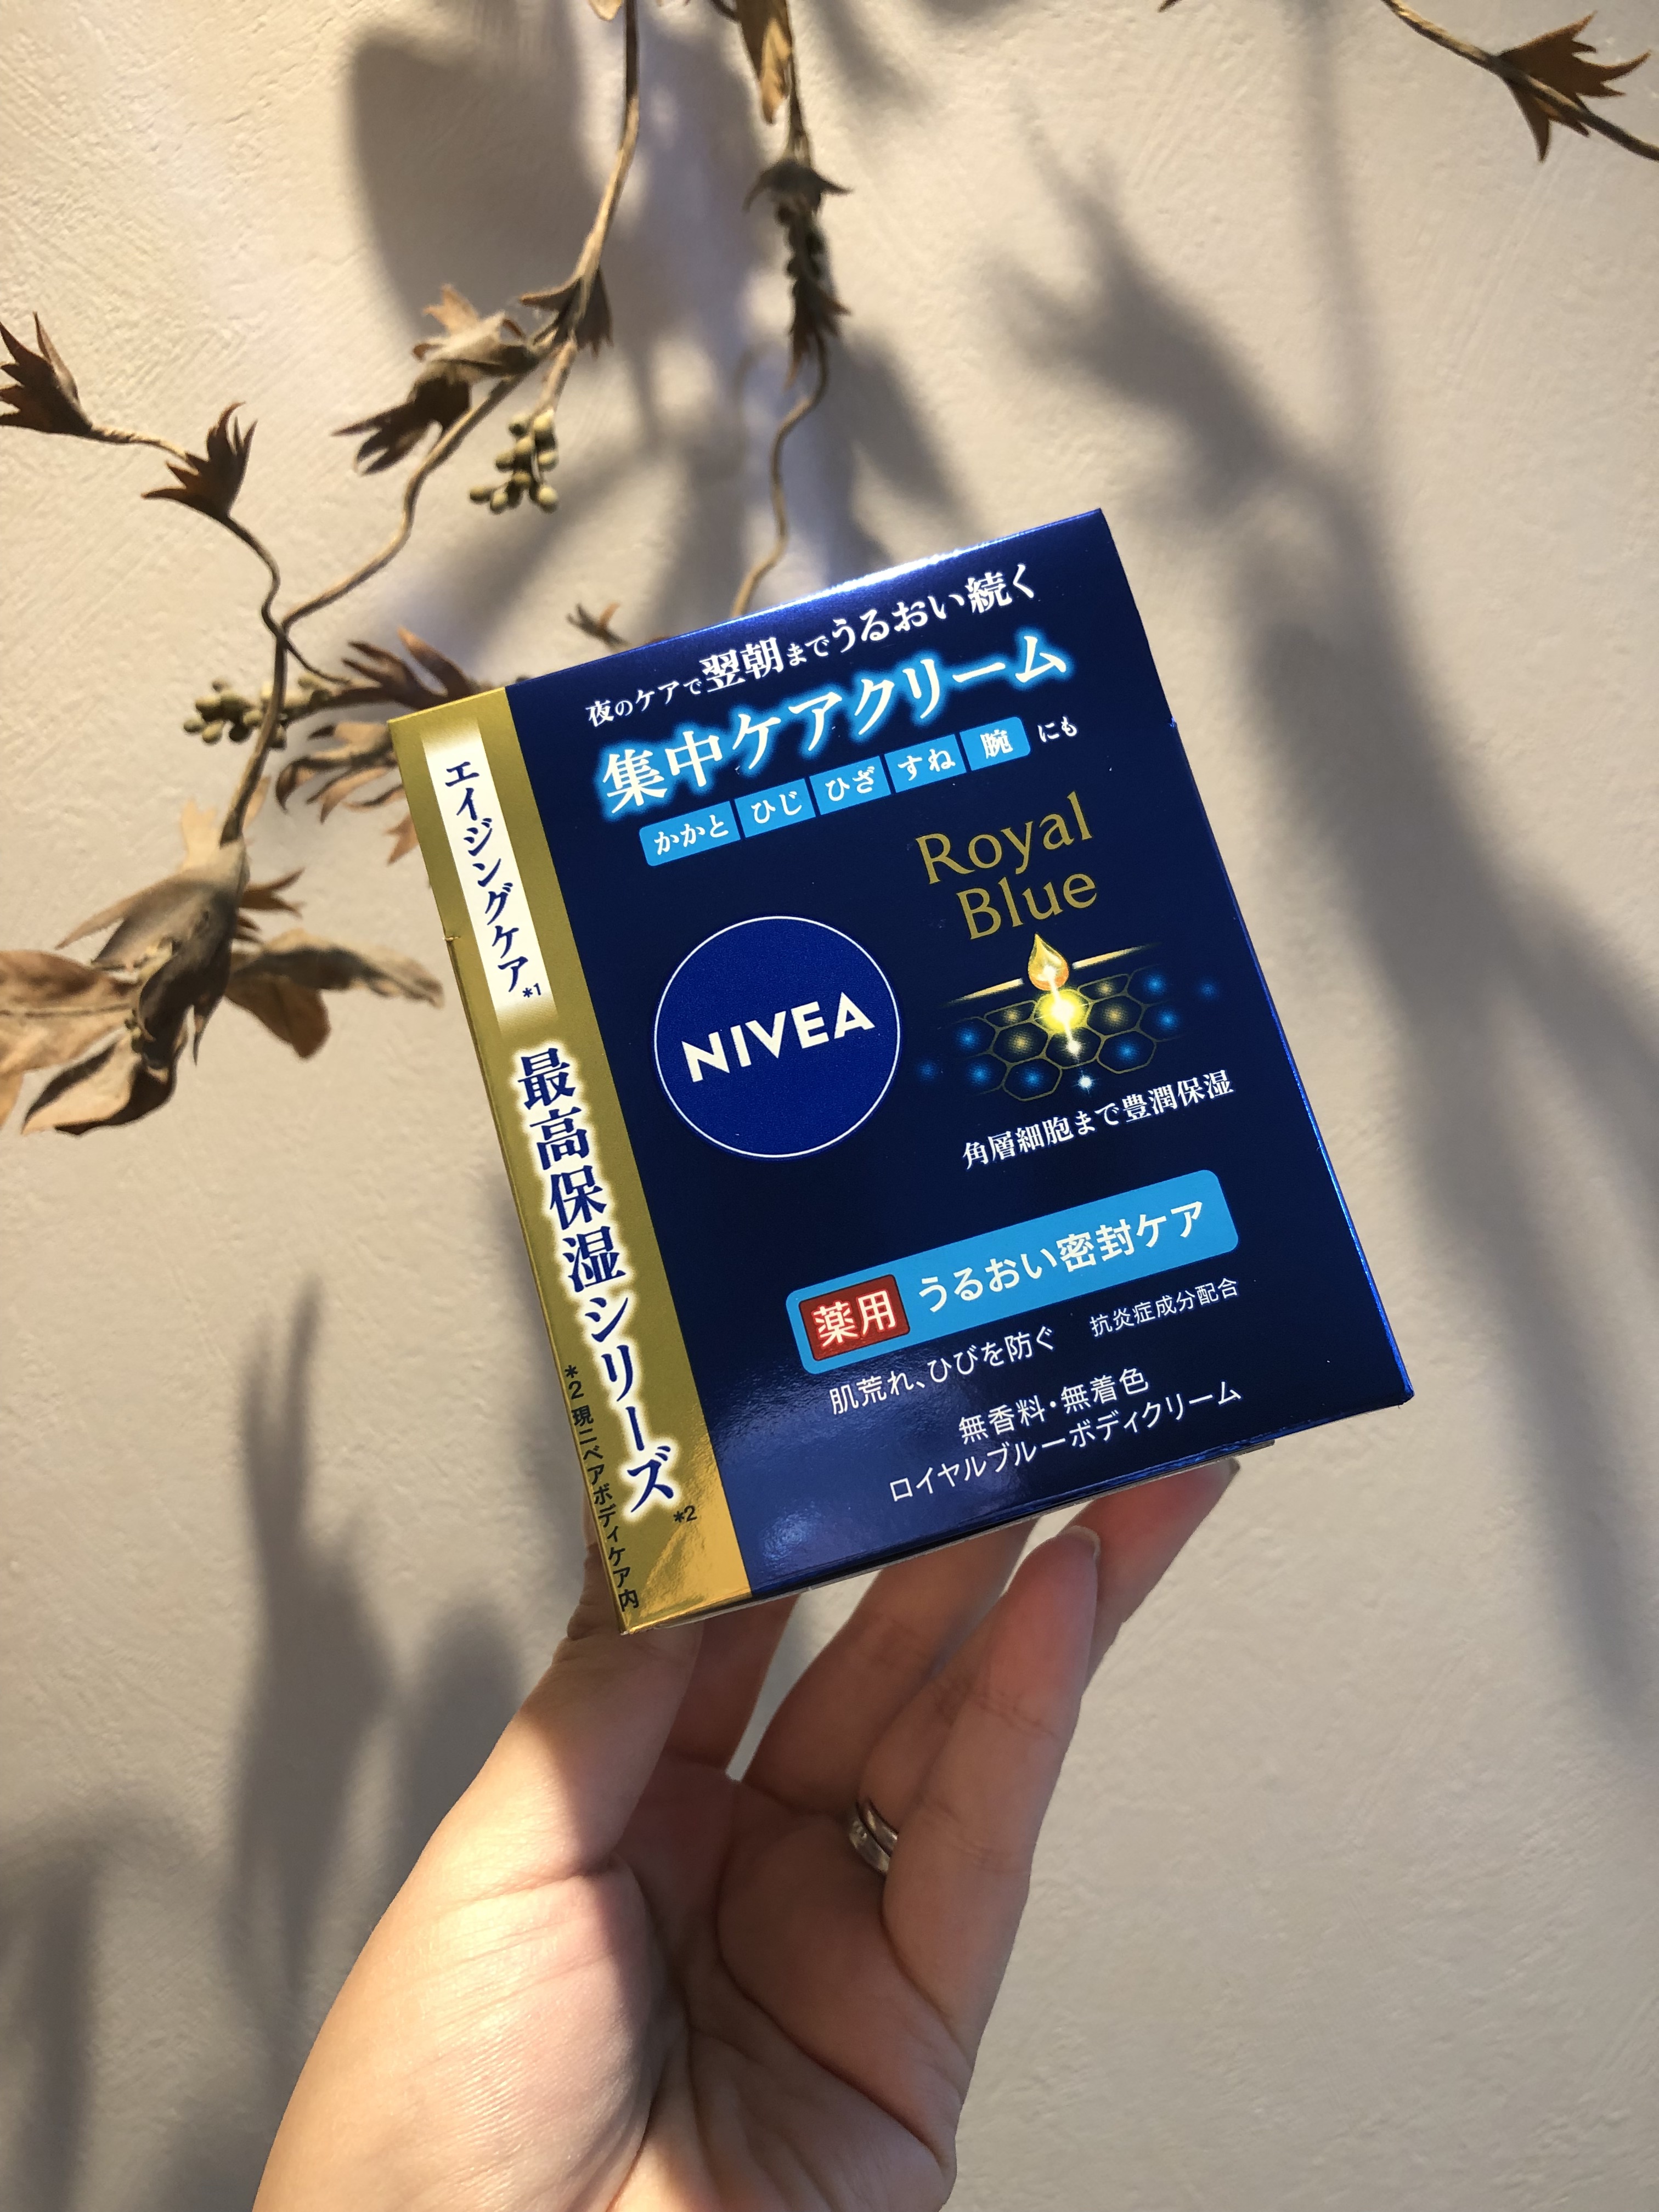 夜のケアで翌朝までうるおい続く
集中ケアクリーム
かかと ひじ ひざ すね 腕 にも
Royal
Blue
NIVEA
角層細胞まで豊潤保湿
薬用 うるおい密封ケア
肌荒れ、ひびを防ぐ 抗炎症成分配合
無香料・無着色
ロイヤルブルーボディクリーム
エイジングケア*1
最高保湿シリーズ*2
*2 現ニベアボディケア内